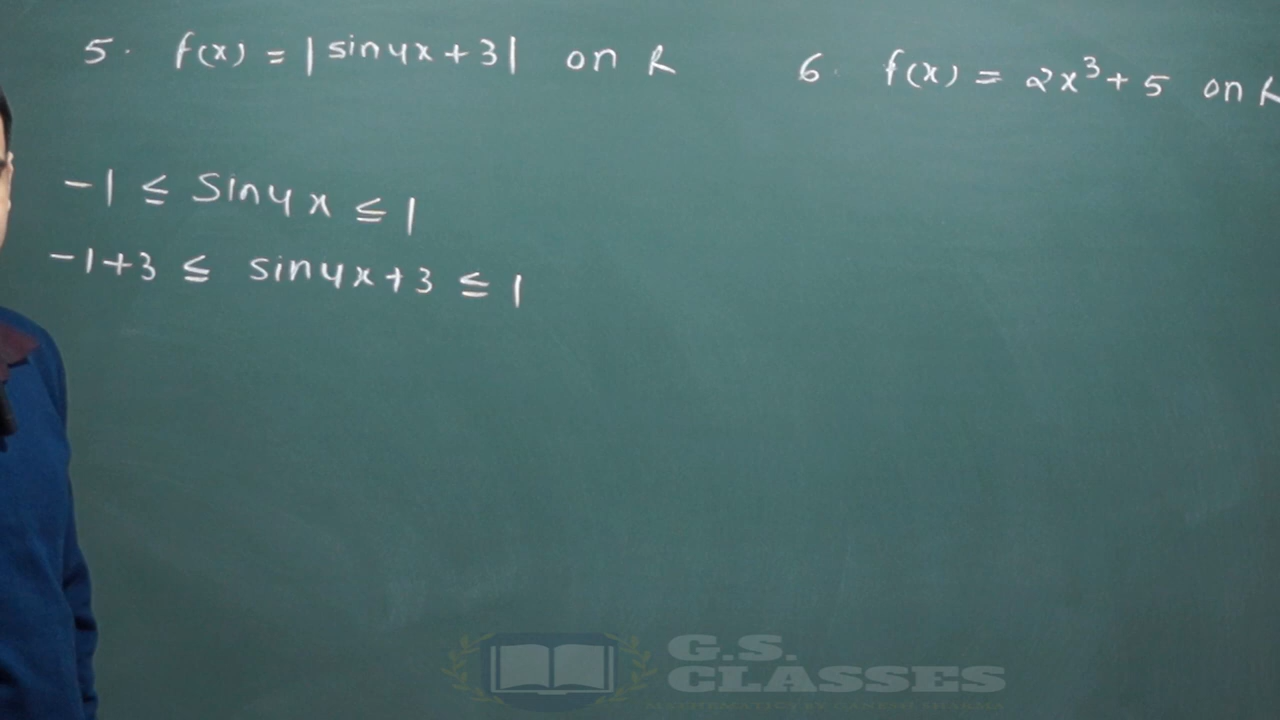 5. f(x) = |sin4x+3| on R
6. f(x) = 2x³+5 on R
-1 ≤ Sin4x ≤ 1
-1+3 ≤ sin4x+3 ≤ 1
G.S.
CLASSES